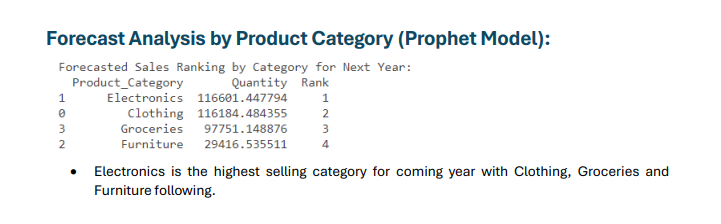 Forecast Analysis by Product Category (Prophet Model):
Forecasted Sales Ranking by Category for Next Year:
Product_Category Quantity Rank
1 Electronics 116601.447794 1
0 Clothing 116184.484355 2
3 Groceries 97751.148876 3
2 Furniture 29416.535511 4
• Electronics is the highest selling category for coming year with Clothing, Groceries and
Furniture following.